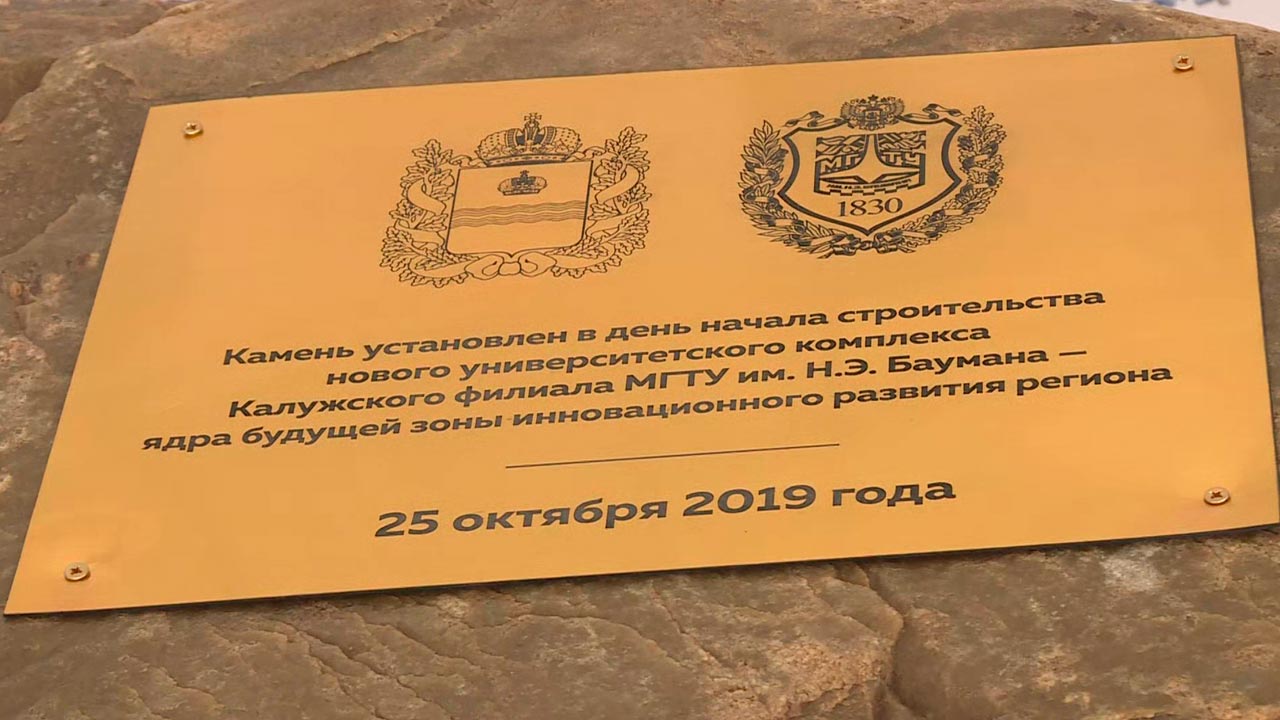 МГТУ
1830
Камень установлен в день начала строительства
нового университетского комплекса
Калужского филиала МГТУ им. Н.Э. Баумана —
ядра будущей зоны инновационного развития региона
25 октября 2019 года